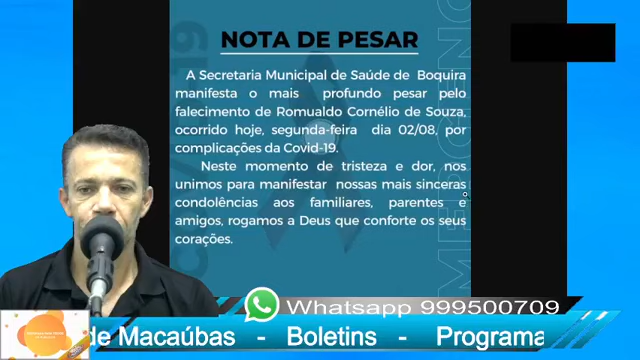 NOTA DE PESAR
A Secretaria Municipal de Saúde de Boquira
manifesta o mais profundo pesar pelo
falecimento de Romualdo Cornélio de Souza,
ocorrido hoje, segunda-feira dia 02/08, por
complicações da Covid-19.
Neste momento de tristeza e dor, nos
unimos para manifestar nossas mais sinceras
condolências aos familiares, parentes e
amigos, rogamos a Deus que conforte os seus
corações.
Whatsapp 999500709
de Macaúbas - Boletins - Programa